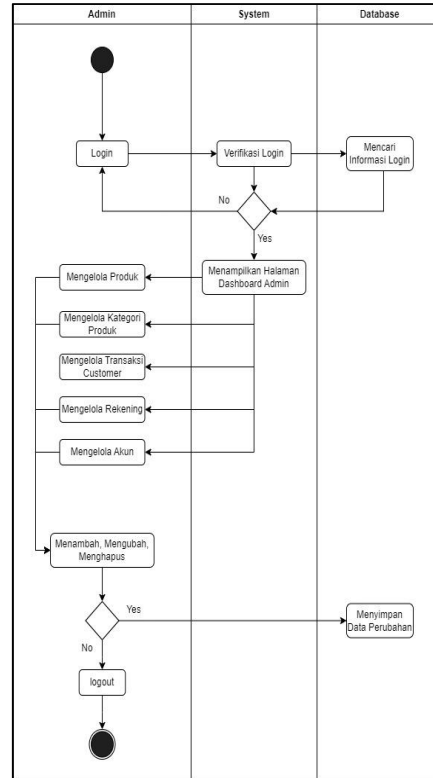 Admin
System
Database
Login
Verifikasi Login
Mencari
Informasi Login
No
Yes
Menampilkan Halaman
Dashboard Admin
Mengelola Produk
Mengelola Kategori
Produk
Mengelola Transaksi
Customer
Mengelola Rekening
Mengelola Akun
Menambah, Mengubah,
Menghapus
Yes
Menyimpan
Data Perubahan
No
logout